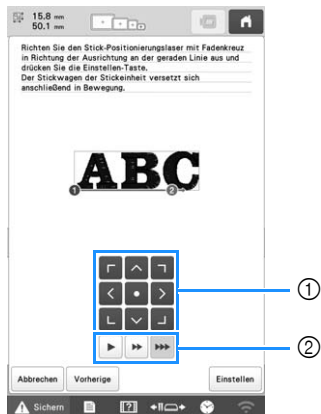 15.8 mm
50.1 mm
Richten Sie den Stick-Positionierungslaser mit Fadenkreuz
in Richtung der Ausrichtung an der geraden Linie aus und
drücken Sie die Einstellen-Taste.
Der Stickwagen der Stickeinheit versetzt sich
anschließend in Bewegung.
ABC
1 2
①
②
Abbrechen Vorherige Einstellen
Sichern